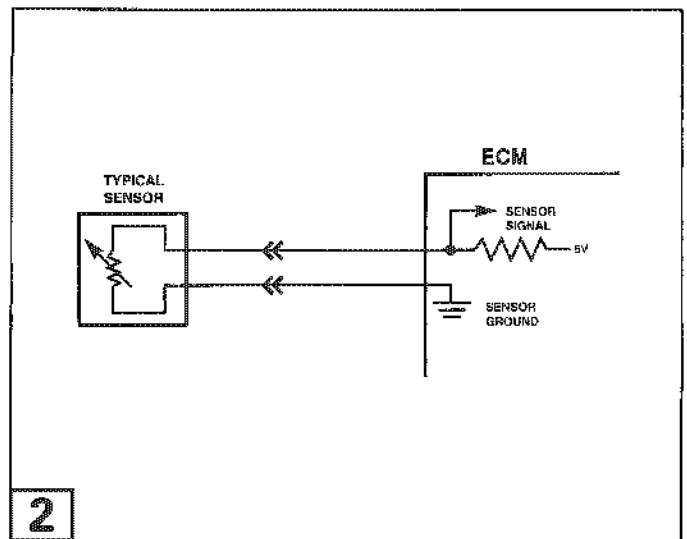 ECM
TYPICAL
SENSOR
SENSOR
SIGNAL
5V
SENSOR
GROUND
2